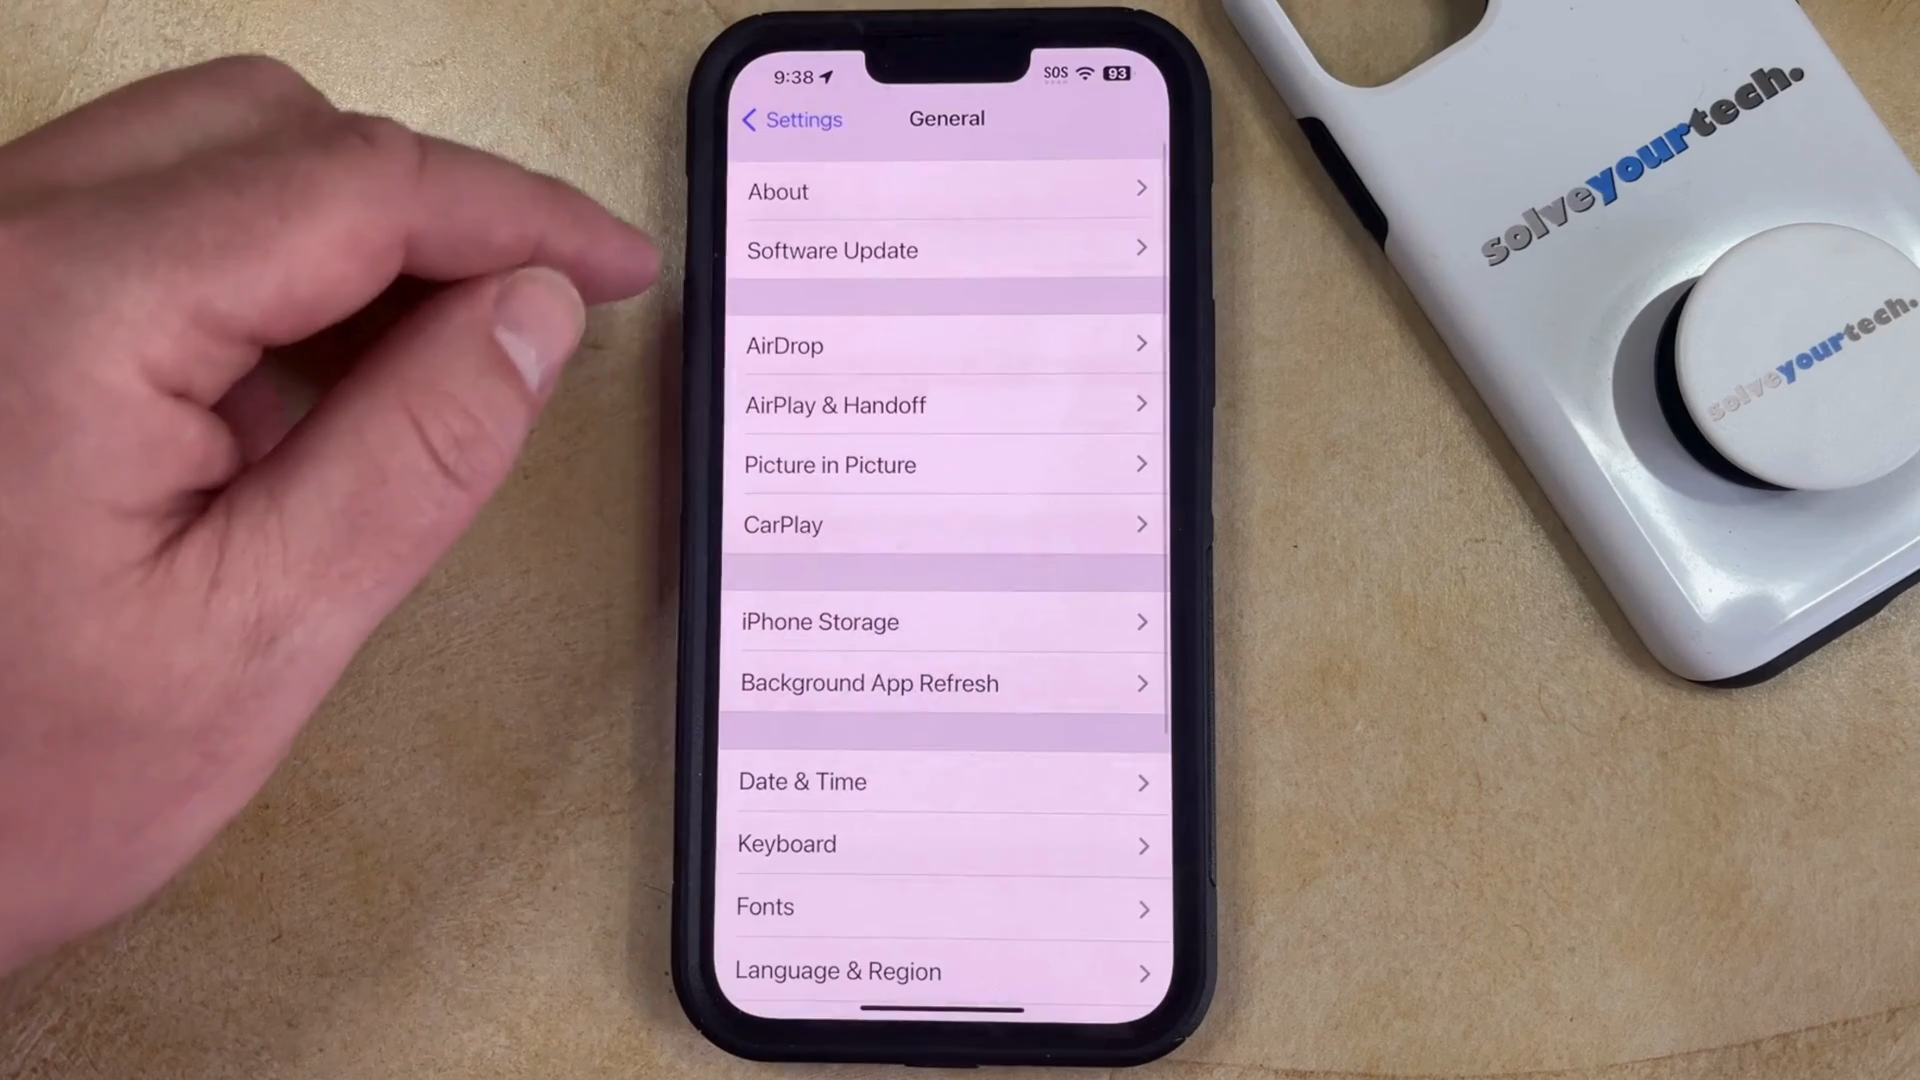 9:38
SOS 93
Settings
General
About
Software Update
AirDrop
AirPlay & Handoff
Picture in Picture
CarPlay
iPhone Storage
Background App Refresh
Date & Time
Keyboard
Fonts
Language & Region
solveyourtech.
solveyourtech.